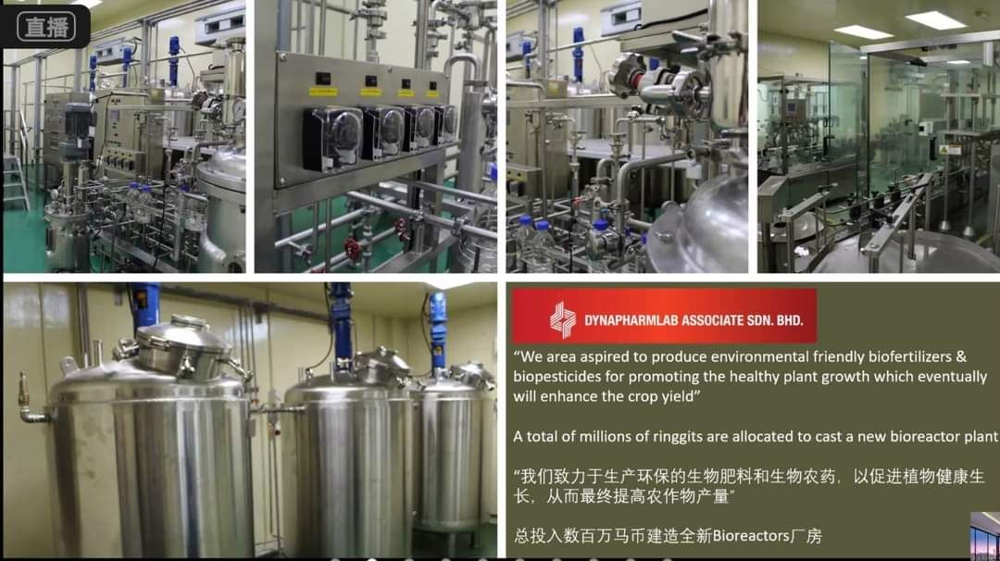 直播
DYNAPHARMLAB ASSOCIATE SDN. BHD.
“We area aspired to produce environmental friendly biofertilizers &
biopesticides for promoting the healthy plant growth which eventually
will enhance the crop yield”
A total of millions of ringgits are allocated to cast a new bioreactor plant
“我们致力于生产环保的生物肥料和生物农药，以促进植物健康生
长，从而最终提高农作物产量”
总投入数百万马币建造全新Bioreactors厂房